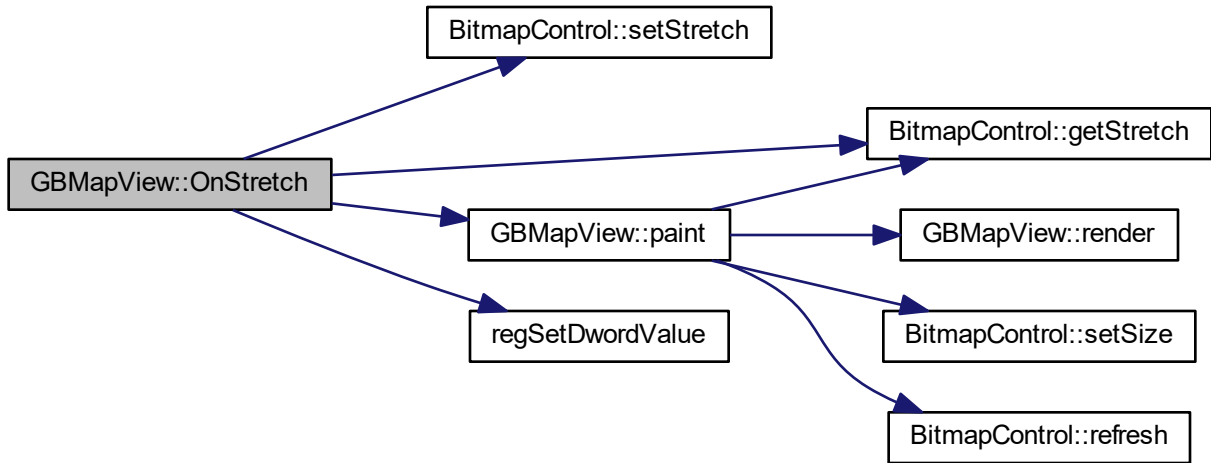 BitmapControl::setStretch
BitmapControl::getStretch
GBMapView::OnStretch
GBMapView::paint
GBMapView::render
regSetDwordValue
BitmapControl::setSize
BitmapControl::refresh